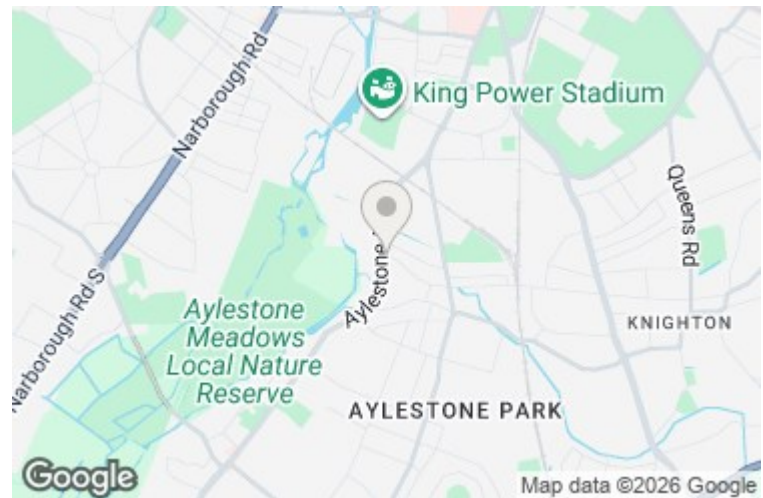 Narborough Rd
King Power Stadium
Queens Rd
Aylestone
Narborough Rd S
Aylestone
Meadows
Local Nature
Reserve
KNIGHTON
AYLESTONE PARK
Google
Map data ©2026 Google